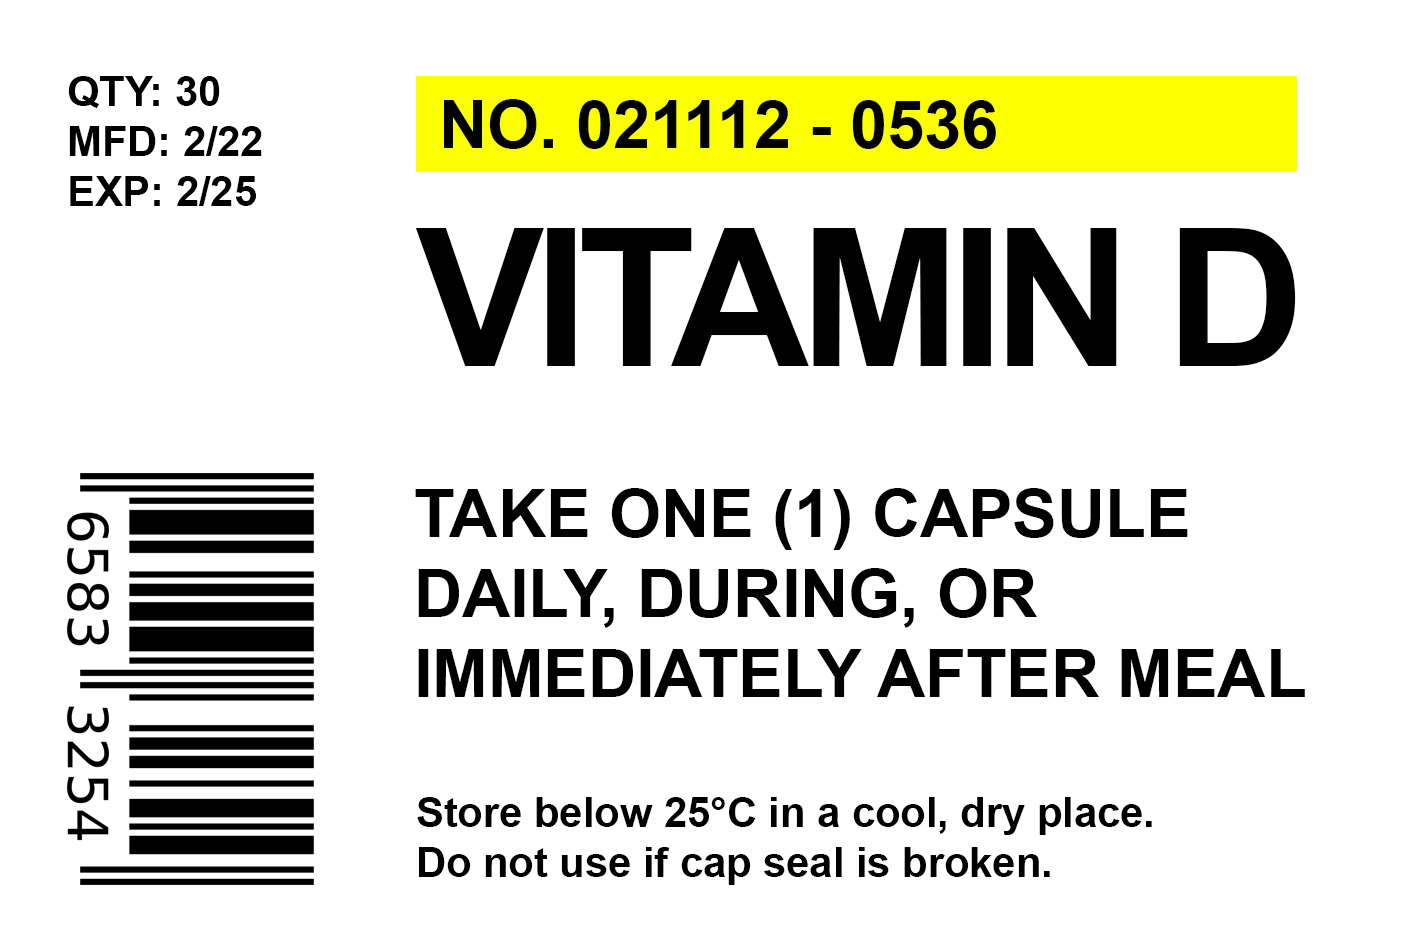 QTY: 30
MFD: 2/22
EXP: 2/25
NO. 021112 - 0536
VITAMIN D
TAKE ONE (1) CAPSULE
DAILY, DURING, OR
IMMEDIATELY AFTER MEAL
Store below 25°C in a cool, dry place.
Do not use if cap seal is broken.
6583 3254